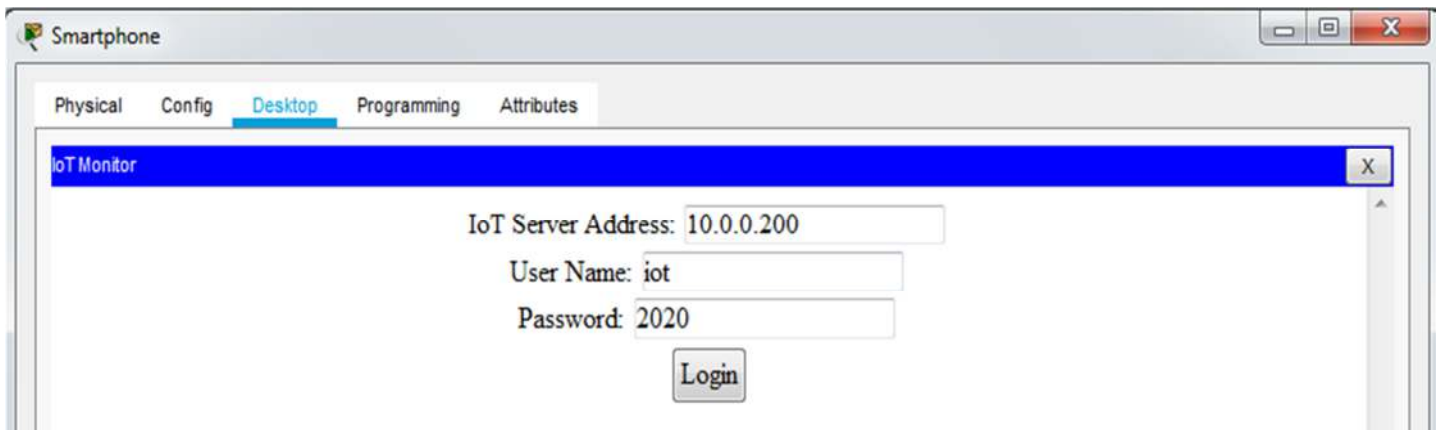 Smartphone
Physical Config Desktop Programming Attributes
IoT Monitor X
IoT Server Address: 10.0.0.200
User Name: iot
Password: 2020
Login